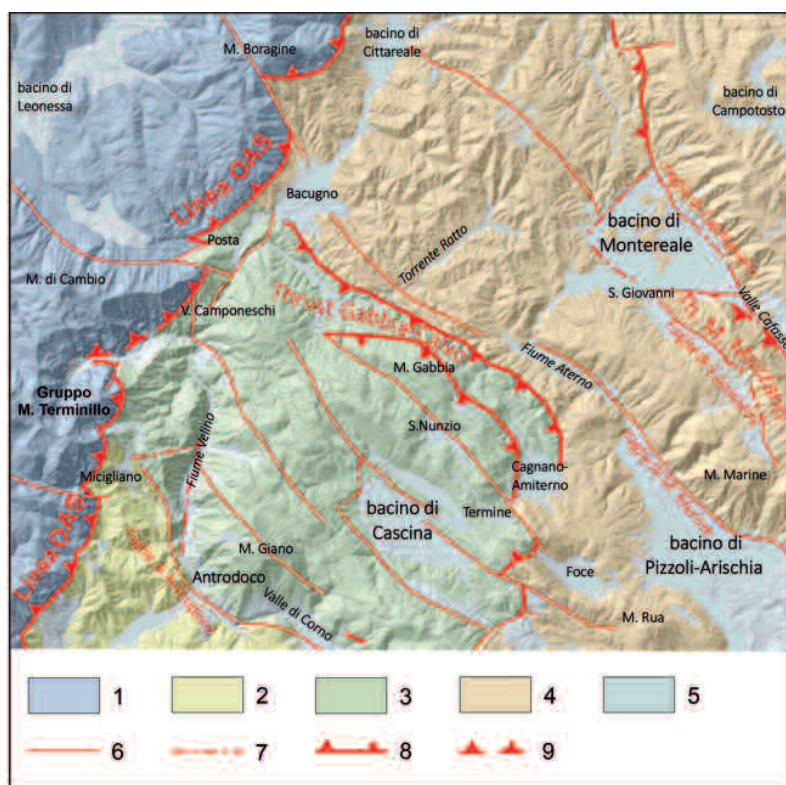 M. Boragine
bacino di
Cittareale
bacino di
Leonessa
bacino di
Campotosto
Linea OAS
Bacugno
bacino di
Montereale
Posta
Torrente Ratto
M. di Cambio
V. Camponeschi
S. Giovanni
Valle Cafasse
Thrust Gabbia-Calvo
M. Gabbia
Fiume Aterno
Gruppo
M. Terminillo
Fiume Velino
S.Nunzio
Cagnano-
Amiterno
M. Marine
Micigliano
Linea OAS
bacino di
Cascina
Termine
bacino di
Pizzoli-Arischia
M. Giano
Antrodoco
Foce
Valle di Corno
M. Rua
1
2
3
4
5
6
7
8
9